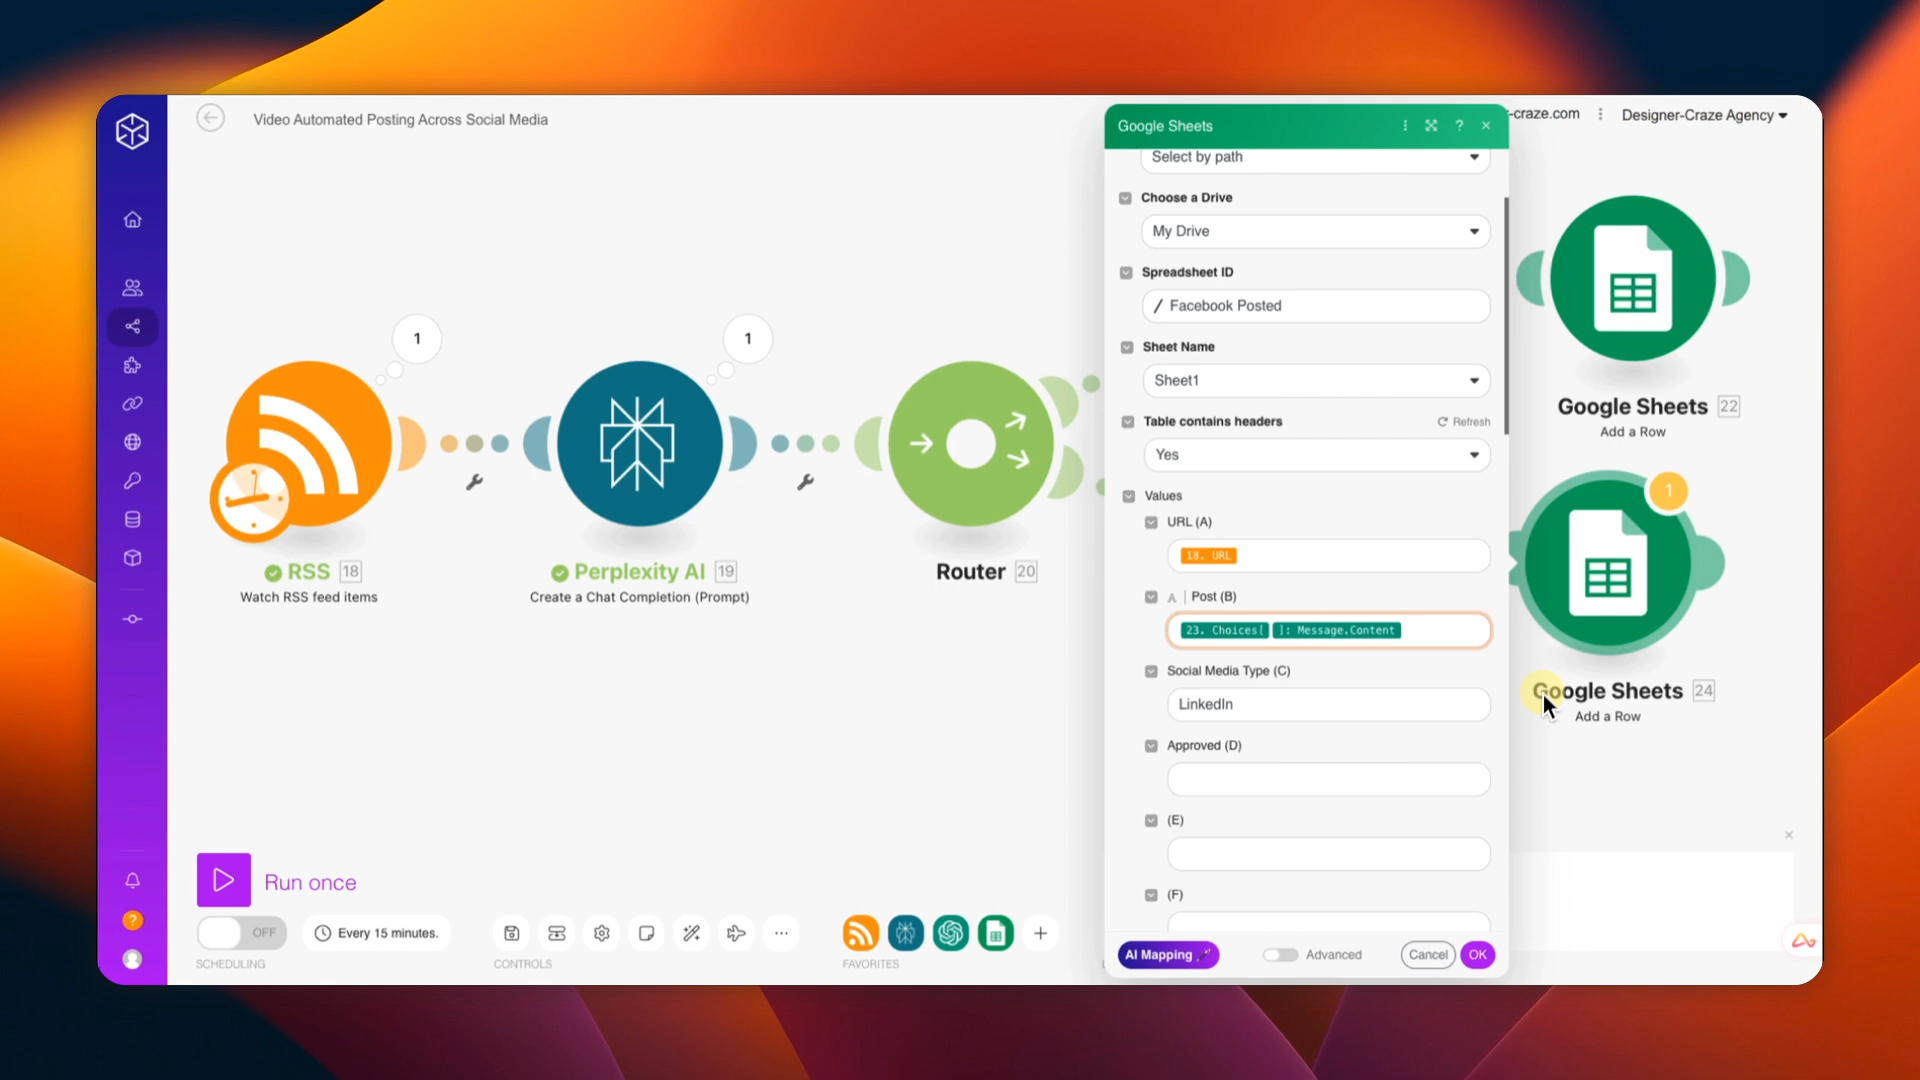 Video Automated Posting Across Social Media
-craze.com
Designer-Craze Agency
Google Sheets
?
Select by path
Choose a Drive
My Drive
Spreadsheet ID
/ Facebook Posted
Sheet Name
Sheet1
Table contains headers
Refresh
Yes
Values
URL (A)
18. URL
A | Post (B)
23. Choices[ ]: Message.Content
Social Media Type (C)
LinkedIn
Approved (D)
(E)
(F)
AI Mapping
Advanced
Cancel
OK
1
1
RSS 18
Watch RSS feed items
Perplexity AI 19
Create a Chat Completion (Prompt)
Router 20
Google Sheets 22
Add a Row
1
Google Sheets 24
Add a Row
Run once
OFF
Every 15 minutes.
SCHEDULING
CONTROLS
FAVORITES
?